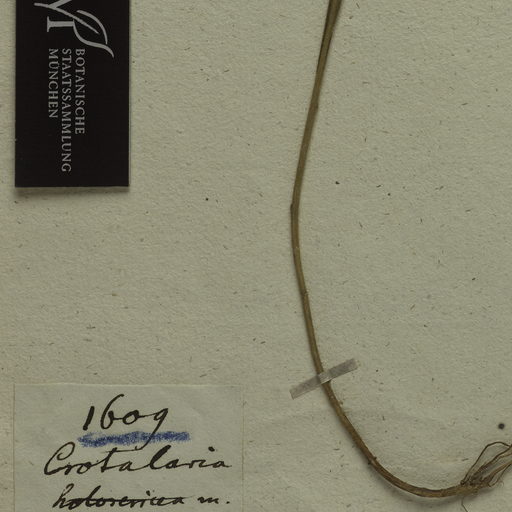 BOTANISCHE
STAATSSAMMLUNG
MÜNCHEN
1609
Crotalaria
holosericea m.